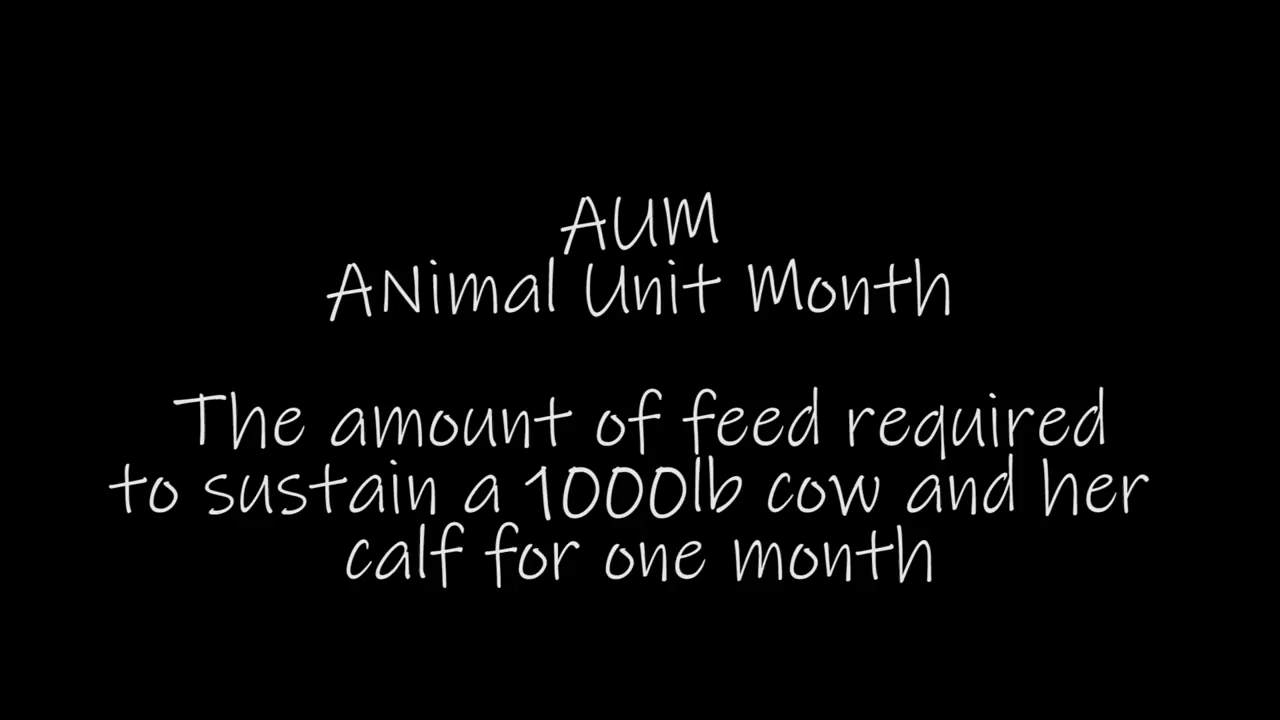 AUM
ANimal Unit Month
The amount of feed required
to sustain a 1000lb cow and her
calf for one month